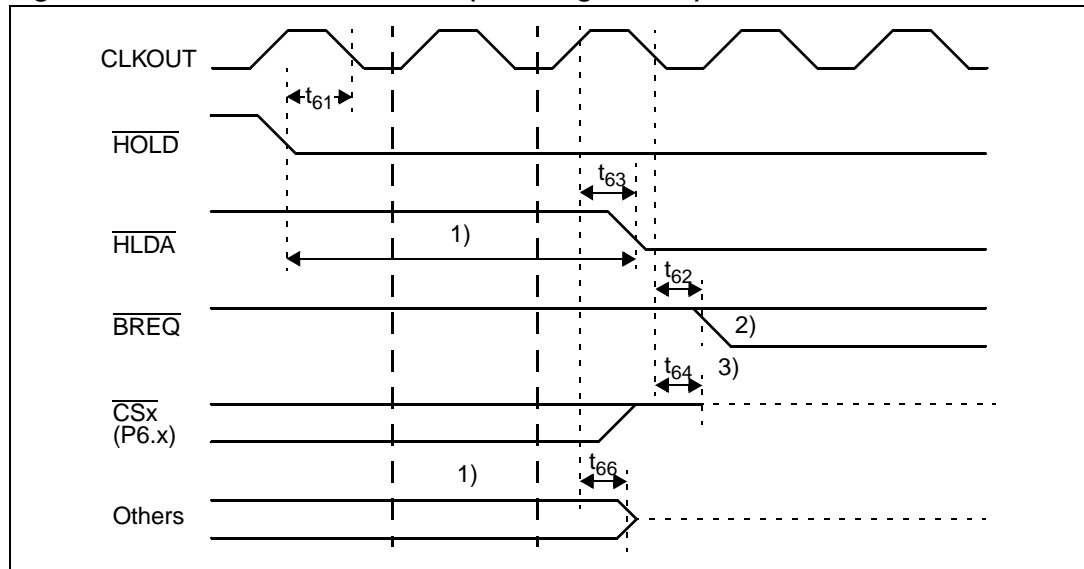 CLKOUT
t61
HOLD
t63
HLDA
1)
t62
BREQ
2)
t64
3)
CSx
(P6.x)
1)
t66
Others